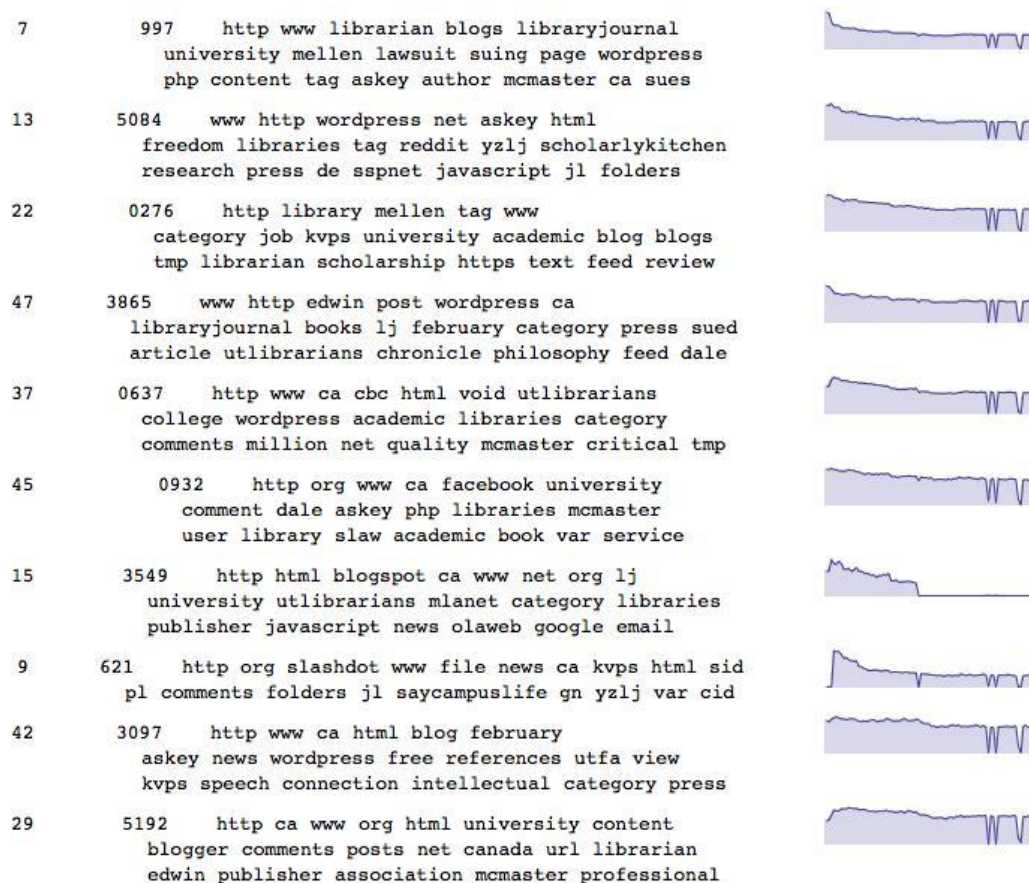 7 997 http www librarian blogs libraryjournal
university mellen lawsuit suing page wordpress
php content tag askey author mcmaster ca sues
13 5084 www http wordpress net askey html
freedom libraries tag reddit yzlj scholarlykitchen
research press de sspnet javascript jl folders
22 0276 http library mellen tag www
category job kvps university academic blog blogs
tmp librarian scholarship https text feed review
47 3865 www http edwin post wordpress ca
libraryjournal books lj february category press sued
article utlibrarians chronicle philosophy feed dale
37 0637 http www ca cbc html void utlibrarians
college wordpress academic libraries category
comments million net quality mcmaster critical tmp
45 0932 http org www ca facebook university
comment dale askey php libraries mcmaster
user library slaw academic book var service
15 3549 http html blogspot ca www net org lj
university utlibrarians mlanet category libraries
publisher javascript news olaweb google email
9 621 http org slashdot www file news ca kvps html sid
pl comments folders jl saycampuslife gn yzlj var cid
42 3097 http www ca html blog february
askey news wordpress free references utfa view
kvps speech connection intellectual category press
29 5192 http ca www org html university content
blogger comments posts net canada url librarian
edwin publisher association mcmaster professional